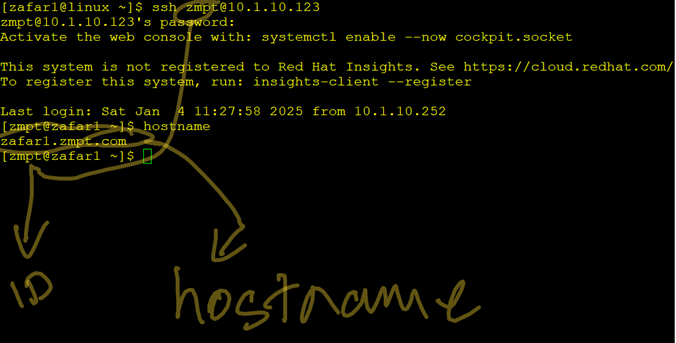 [zafar1@linux ~]$ ssh zmpt@10.1.10.123
zmpt@10.1.10.123's password:
Activate the web console with: systemctl enable --now cockpit.socket
This system is not registered to Red Hat Insights. See https://cloud.redhat.com/
To register this system, run: insights-client --register
Last login: Sat Jan  4 11:27:58 2025 from 10.1.10.252
[zmpt@zafar1 ~]$ hostname
zafar1.zmpt.com
[zmpt@zafar1 ~]$
ID
hostname